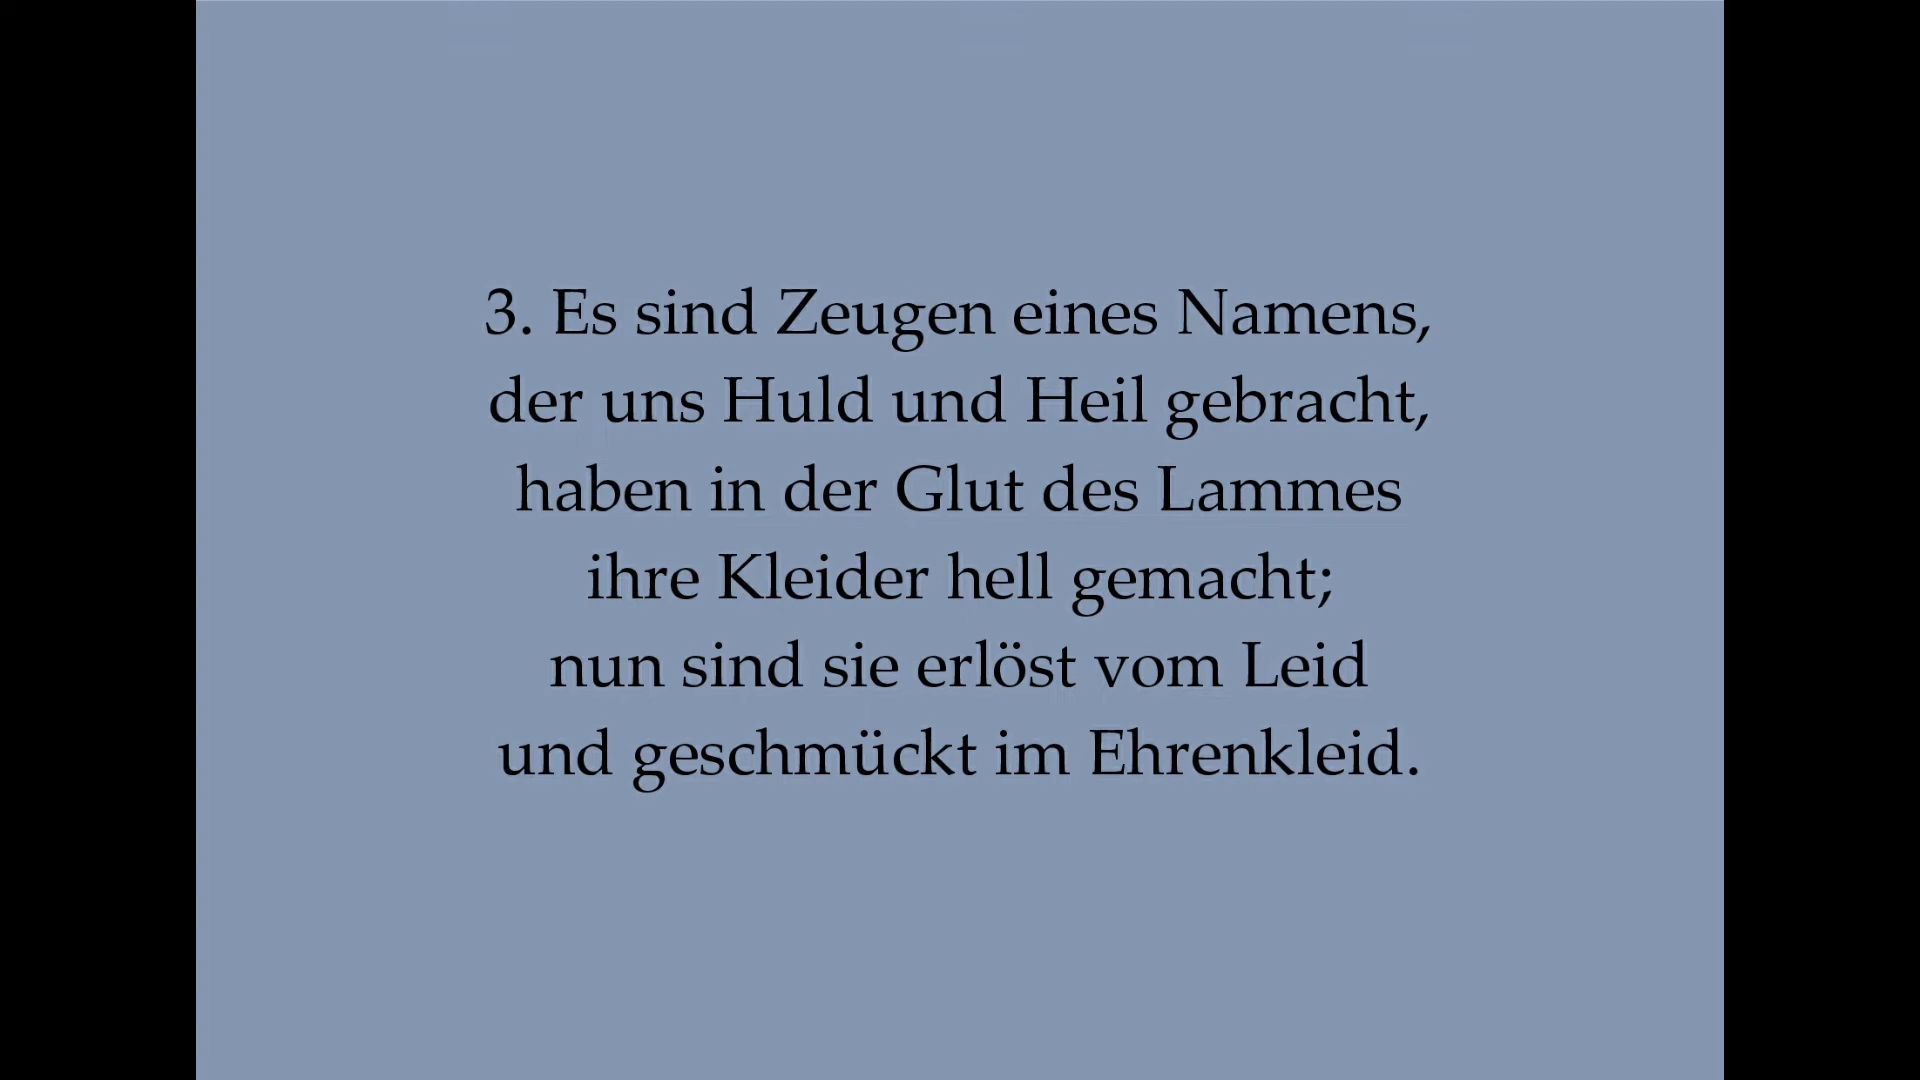 3. Es sind Zeugen eines Namens,
der uns Huld und Heil gebracht,
haben in der Glut des Lammes
ihre Kleider hell gemacht;
nun sind sie erlöst vom Leid
und geschmückt im Ehrenkleid.